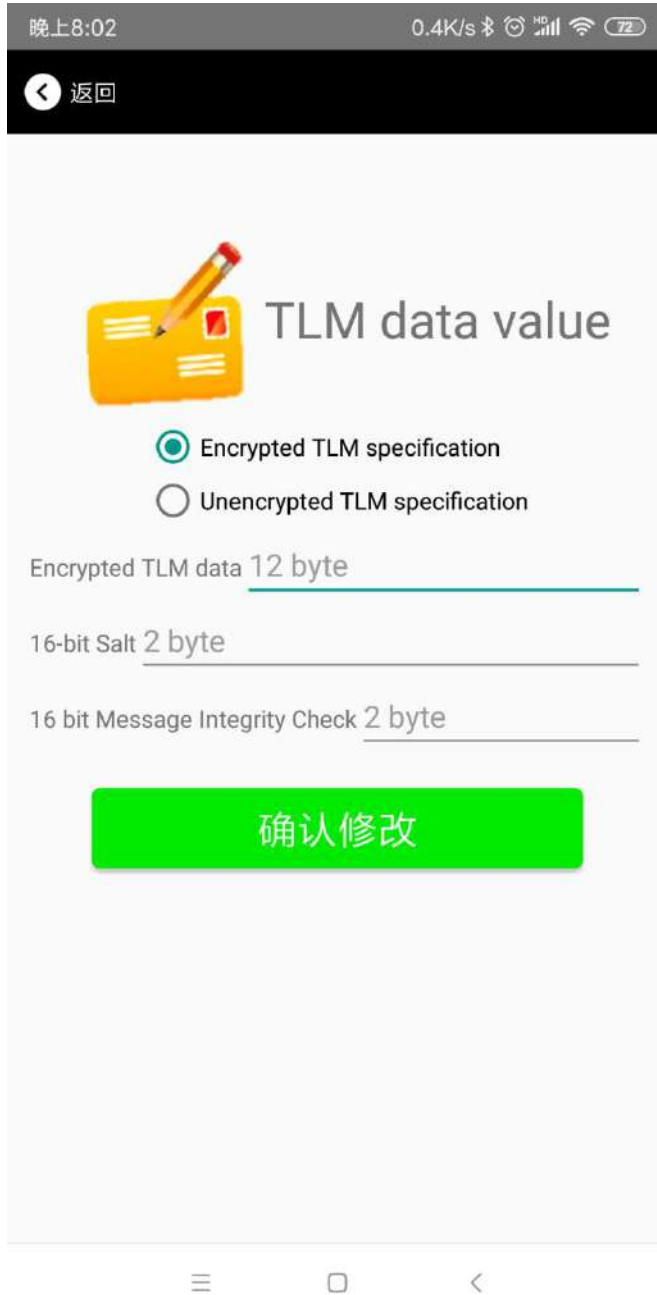 晚上8:02 0.4K/s HD 72
返回
TLM data value
Encrypted TLM specification
Unencrypted TLM specification
Encrypted TLM data 12 byte
16-bit Salt 2 byte
16 bit Message Integrity Check 2 byte
确认修改